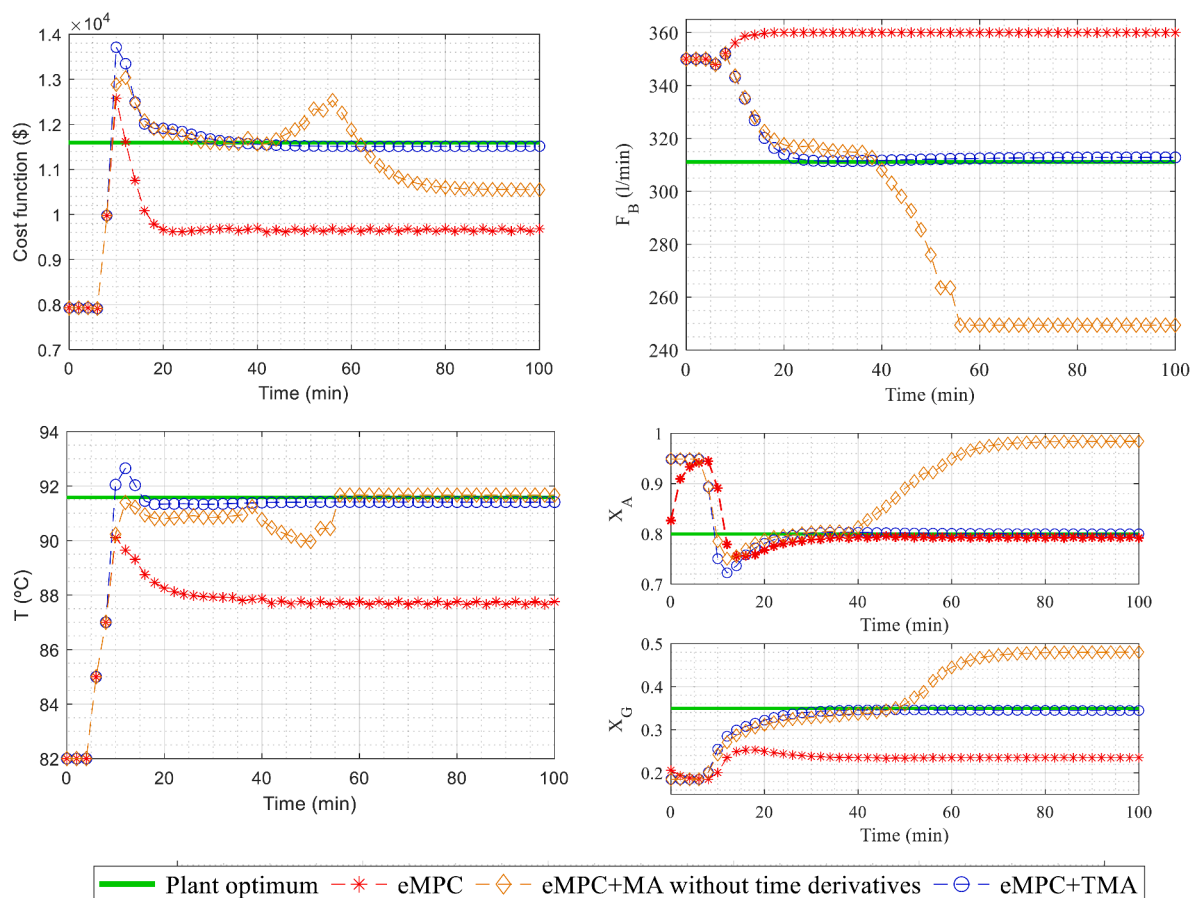 ×10⁴
1.4
1.3
1.2
1.1
1
0.9
0.8
0.7
Cost function ($)
0 20 40 60 80 100
Time (min)
360
340
320
300
280
260
240
F_B (l/min)
0 20 40 60 80 100
Time (min)
94
92
90
88
86
84
82
T (ºC)
0 20 40 60 80 100
Time (min)
1
0.9
0.8
0.7
X_A
0 20 40 60 80 100
Time (min)
0.5
0.4
0.3
0.2
X_G
0 20 40 60 80 100
Time (min)
Plant optimum eMPC eMPC+MA without time derivatives eMPC+TMA